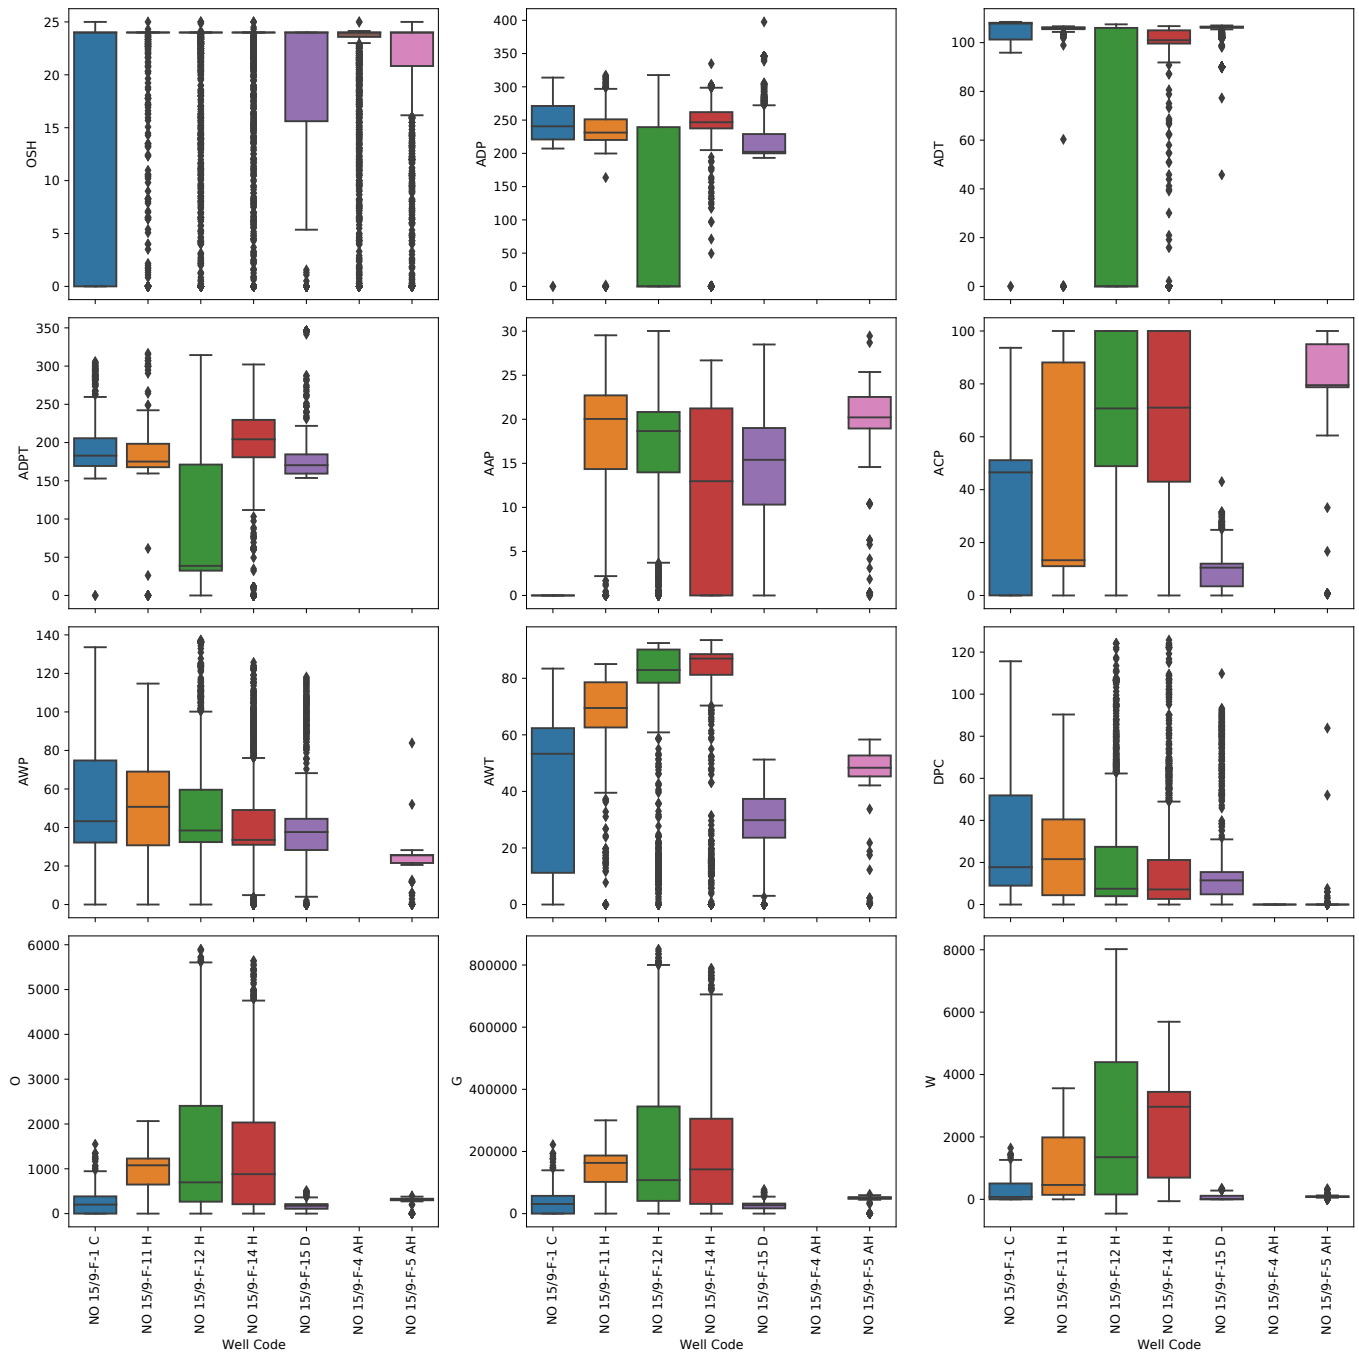 25
20
15
10
5
0
OSH
400
350
300
250
200
150
100
50
0
ADP
100
80
60
40
20
0
ADT
350
300
250
200
150
100
50
0
ADPT
30
25
20
15
10
5
0
AAP
100
80
60
40
20
0
ACP
140
120
100
80
60
40
20
0
AWP
80
60
40
20
0
AWT
120
100
80
60
40
20
0
DPC
6000
5000
4000
3000
2000
1000
0
O
NO 15/9-F-1 C
NO 15/9-F-11 H
NO 15/9-F-12 H
NO 15/9-F-14 H
NO 15/9-F-15 D
NO 15/9-F-4 AH
NO 15/9-F-5 AH
Well Code
800000
600000
400000
200000
0
G
NO 15/9-F-1 C
NO 15/9-F-11 H
NO 15/9-F-12 H
NO 15/9-F-14 H
NO 15/9-F-15 D
NO 15/9-F-4 AH
NO 15/9-F-5 AH
Well Code
8000
6000
4000
2000
0
W
NO 15/9-F-1 C
NO 15/9-F-11 H
NO 15/9-F-12 H
NO 15/9-F-14 H
NO 15/9-F-15 D
NO 15/9-F-4 AH
NO 15/9-F-5 AH
Well Code